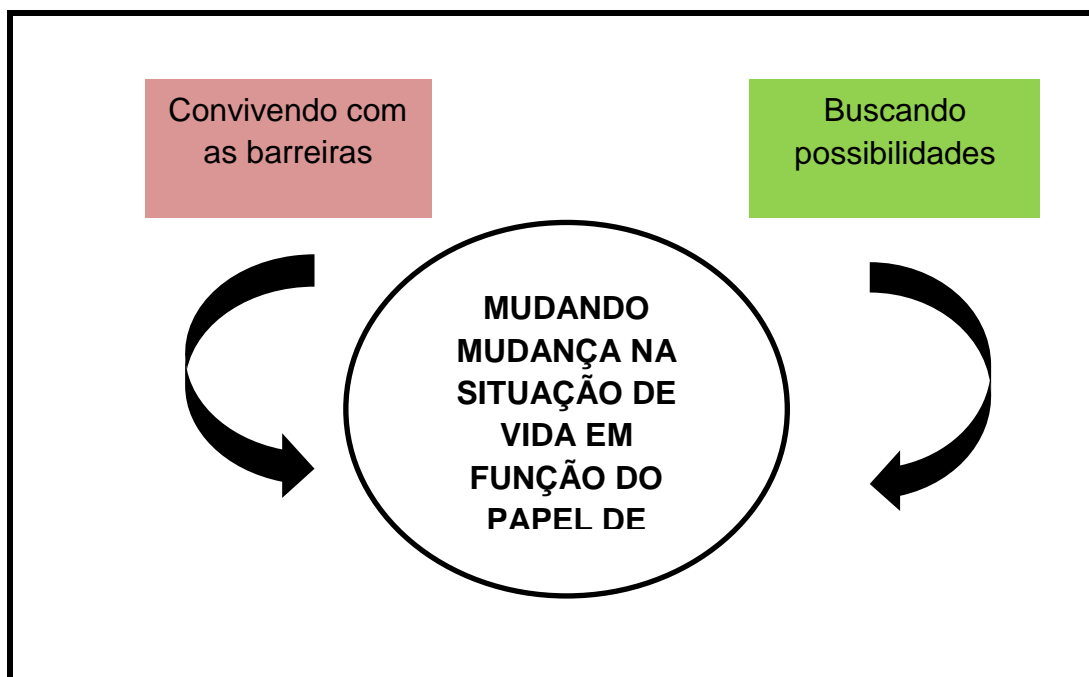 Convivendo com
as barreiras
Buscando
possibilidades
MUDANDO
MUDANÇA NA
SITUAÇÃO DE
VIDA EM
FUNÇÃO DO
PAPEL DE